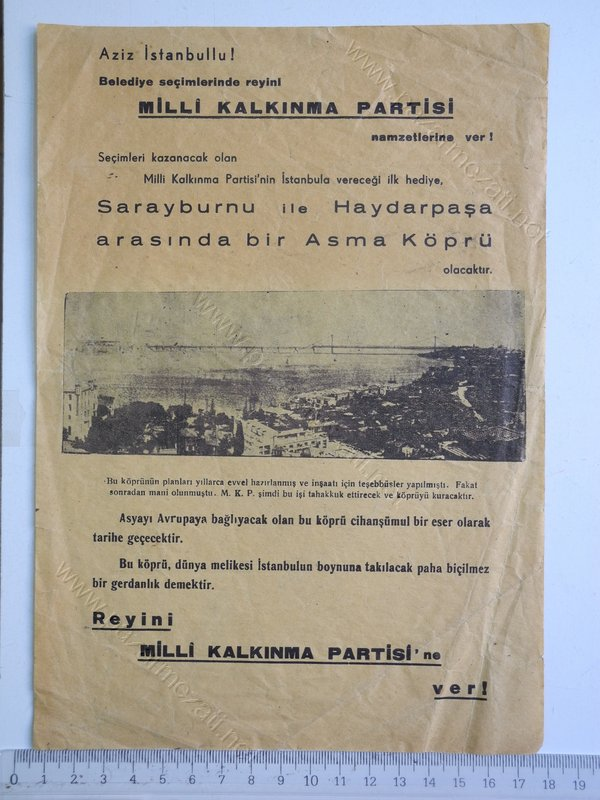 Aziz İstanbullu!
Belediye seçimlerinde reyini
MİLLÎ KALKINMA PARTİSİ
namzetlerine ver!
Seçimleri kazanacak olan
Milli Kalkınma Partisi'nin İstanbula vereceği ilk hediye,
Sarayburnu ile Haydarpaşa
arasında bir Asma Köprü
olacaktır.
Bu köprünün planları yıllarca evvel hazırlanmış ve inşaatı için teşebbüsler yapılmıştı. Fakat
sonradan mani olunmuştu. M. K. P. şimdi bu işi tahakkuk ettirecek ve köprüyü kuracaktır.
Asyayı Avrupaya bağlıyacak olan bu köprü cihanşümul bir eser olarak
tarihe geçecektir.
Bu köprü, dünya melikesi İstanbulun boynuna takılacak paha biçilmez
bir gerdanlık demektir.
Reyini
MİLLÎ KALKINMA PARTİSİ'ne
ver!
0 1 2 3 4 5 6 7 8 9 10 11 12 13 14 15 16 17 18 19